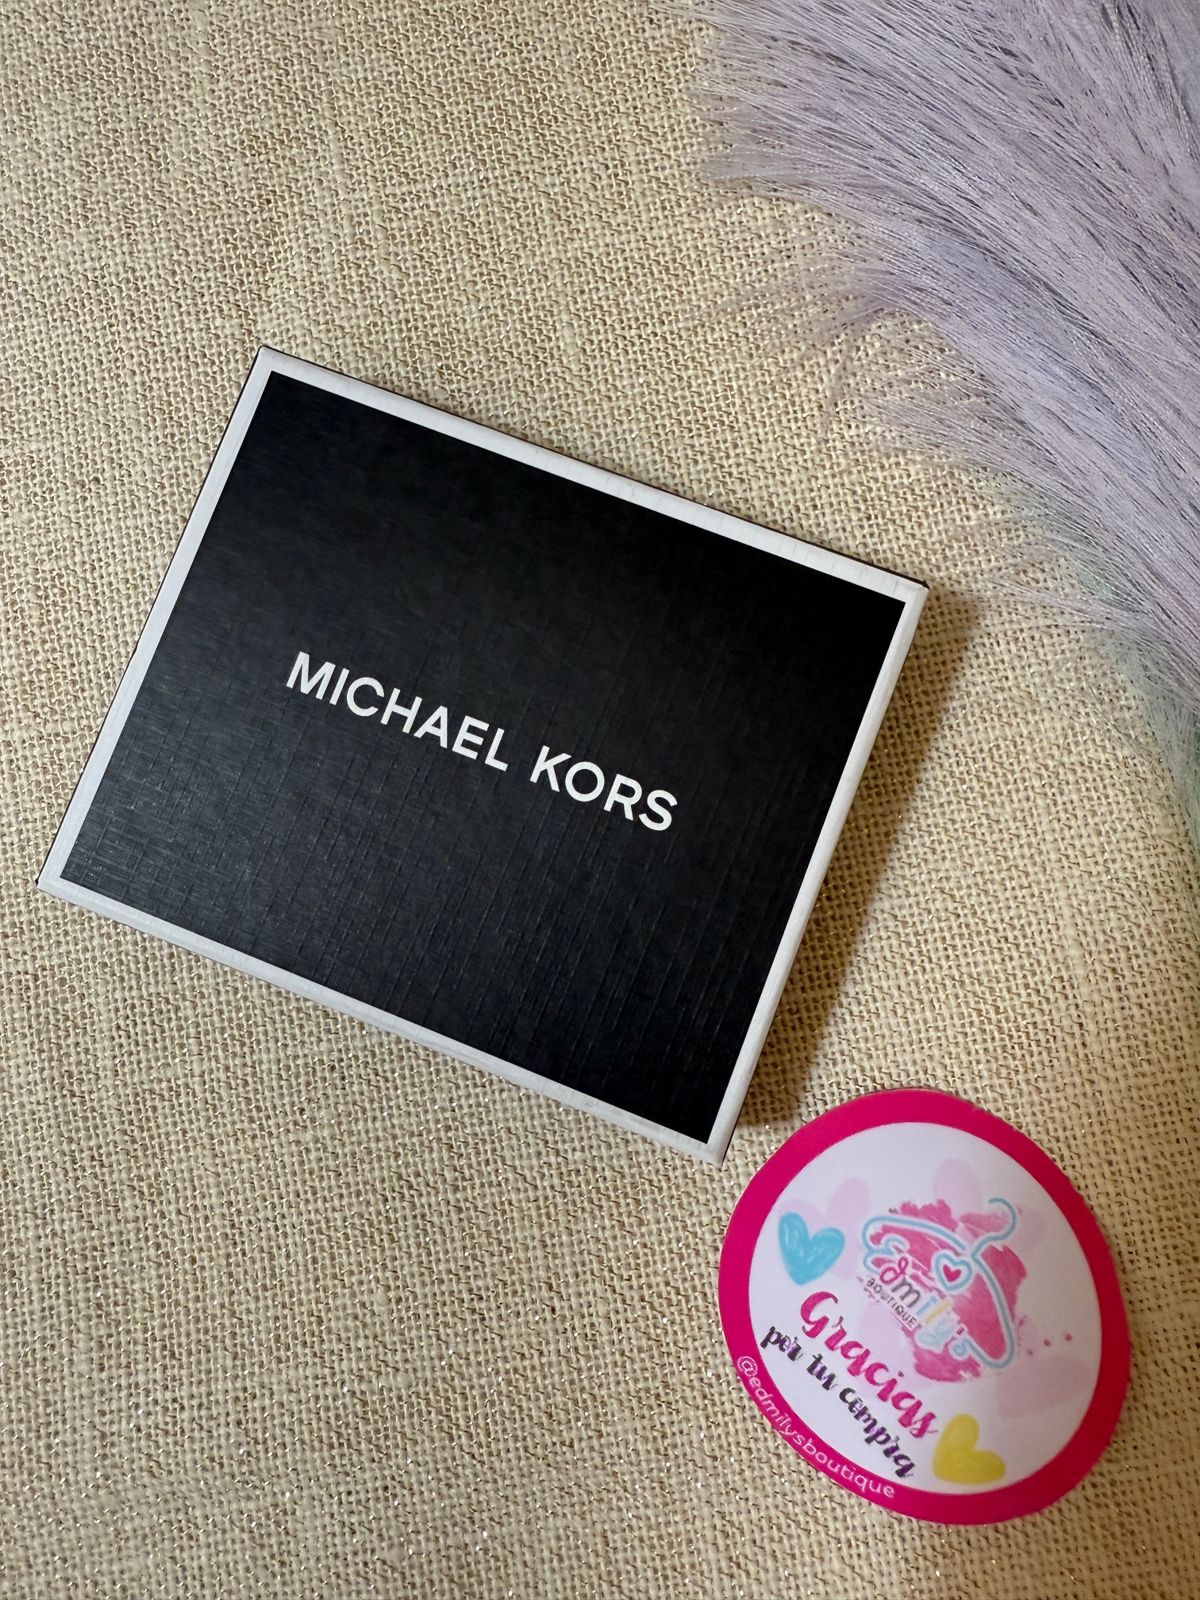 MICHAEL KORS
Edmily's
BOUTIQUE
Gracias
por tu compra
@edmilysboutique